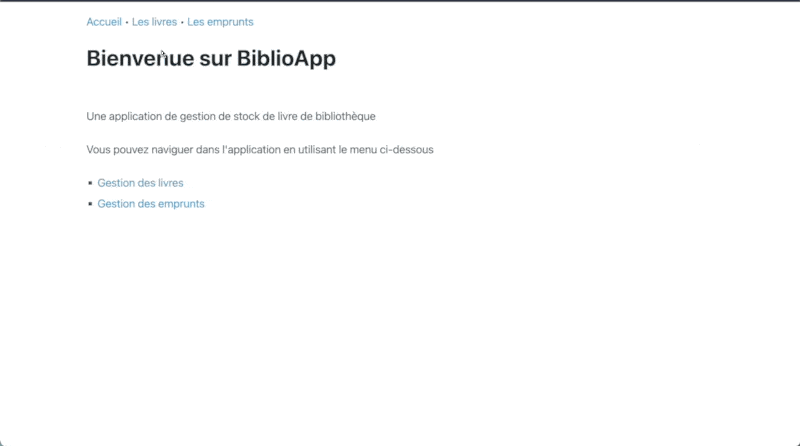 Accueil • Les livres • Les emprunts
Bienvenue sur BiblioApp
Une application de gestion de stock de livre de bibliothèque
Vous pouvez naviguer dans l'application en utilisant le menu ci-dessous
▪ Gestion des livres
▪ Gestion des emprunts